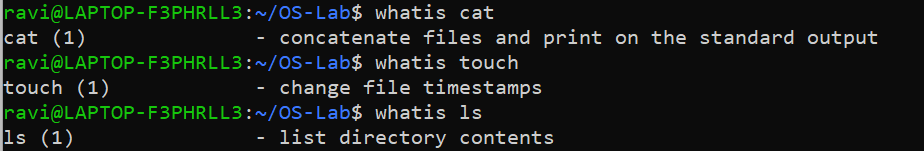 ravi@LAPTOP-F3PHRLL3:~/OS-Lab$ whatis cat
cat (1)              - concatenate files and print on the standard output
ravi@LAPTOP-F3PHRLL3:~/OS-Lab$ whatis touch
touch (1)            - change file timestamps
ravi@LAPTOP-F3PHRLL3:~/OS-Lab$ whatis ls
ls (1)               - list directory contents